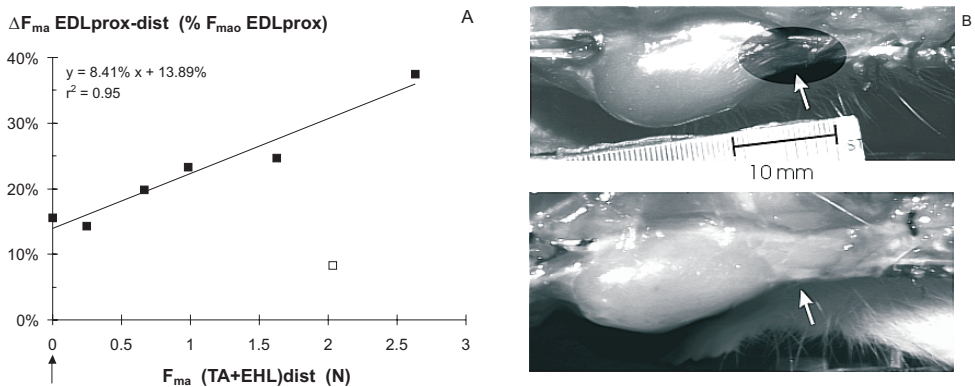 ΔFma EDLprox-dist (% Fmao EDLprox)
A
40%
y = 8.41% x + 13.89%
r² = 0.95
30%
20%
10%
0%
0
0.5
1
1.5
2
2.5
3
Fma (TA+EHL)dist (N)
B
ST
10 mm